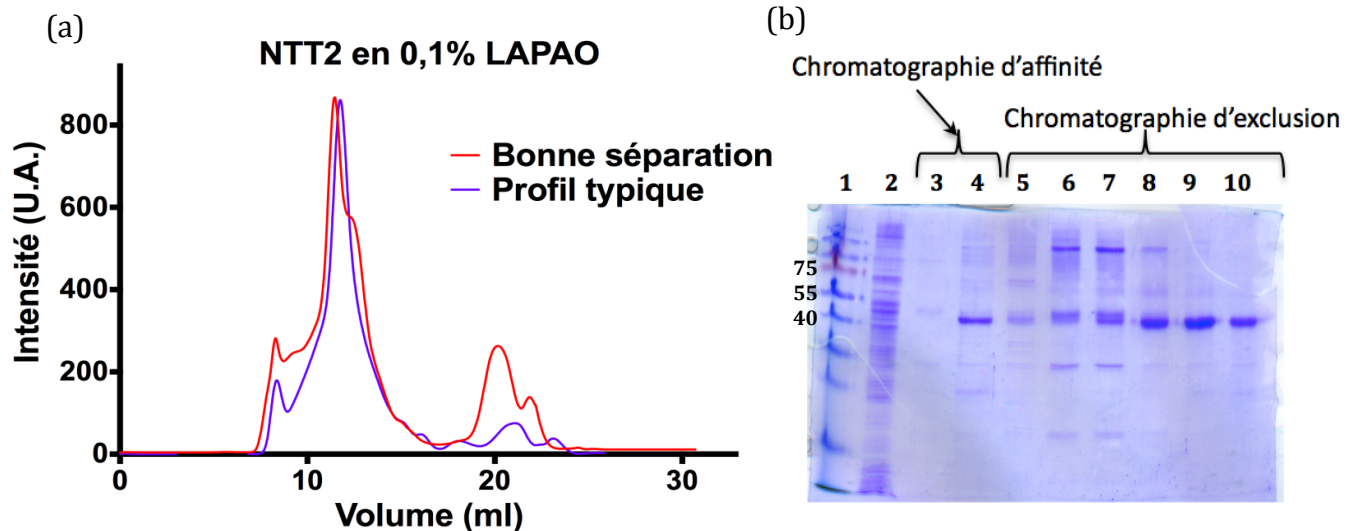 (a)
NTT2 en 0,1% LAPAO
Intensité (U.A.)
800
600
400
200
0
0 10 20 30
Volume (ml)
Bonne séparation
Profil typique
(b)
Chromatographie d'affinité
Chromatographie d'exclusion
1 2 3 4 5 6 7 8 9 10
75
55
40